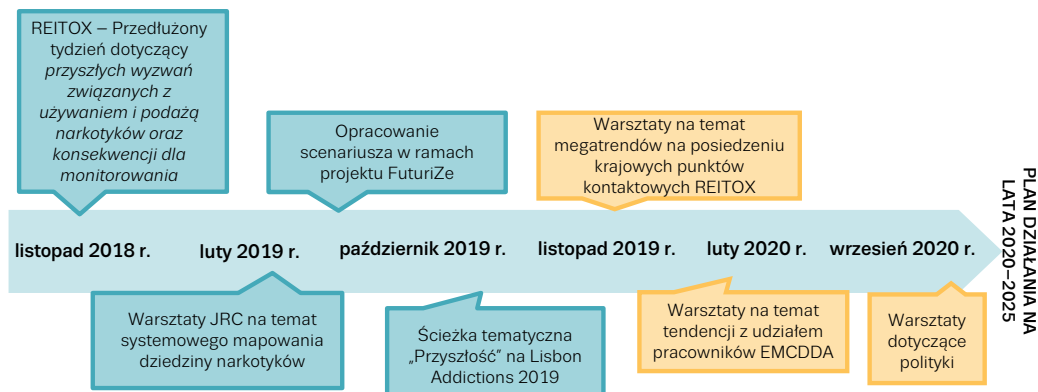 REITOX – Przedłużony
tydzień dotyczący
przyszłych wyzwań
związanych z
używaniem i podażą
narkotyków oraz
konsekwencji dla
monitorowania
Opracowanie
scenariusza w ramach
projektu FuturiZe
Warsztaty na temat
megatrendów na posiedzeniu
krajowych punktów
kontaktowych REITOX
listopad 2018 r.
luty 2019 r.
październik 2019 r.
listopad 2019 r.
luty 2020 r.
wrzesień 2020 r.
Warsztaty JRC na temat
systemowego mapowania
dziedziny narkotyków
Ścieżka tematyczna
„Przyszłość” na Lisbon
Addictions 2019
Warsztaty na temat
tendencji z udziałem
pracowników EMCDDA
Warsztaty
dotyczące
polityki
PLAN DZIAŁANIA NA
LATA 2020–2025